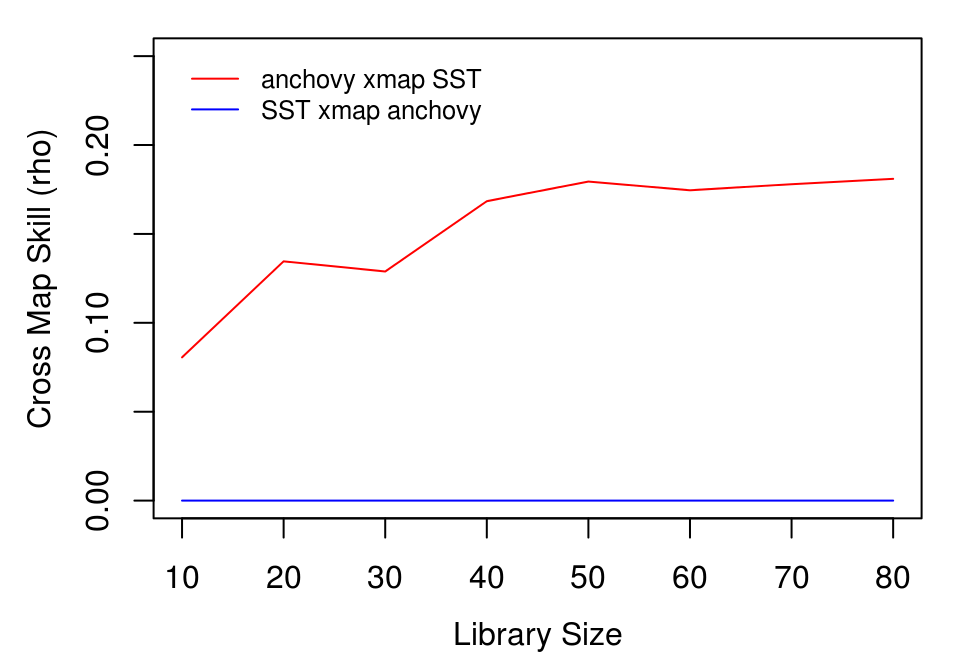 anchovy xmap SST
SST xmap anchovy
Cross Map Skill (rho)
0.20
0.10
0.00
10 20 30 40 50 60 70 80
Library Size